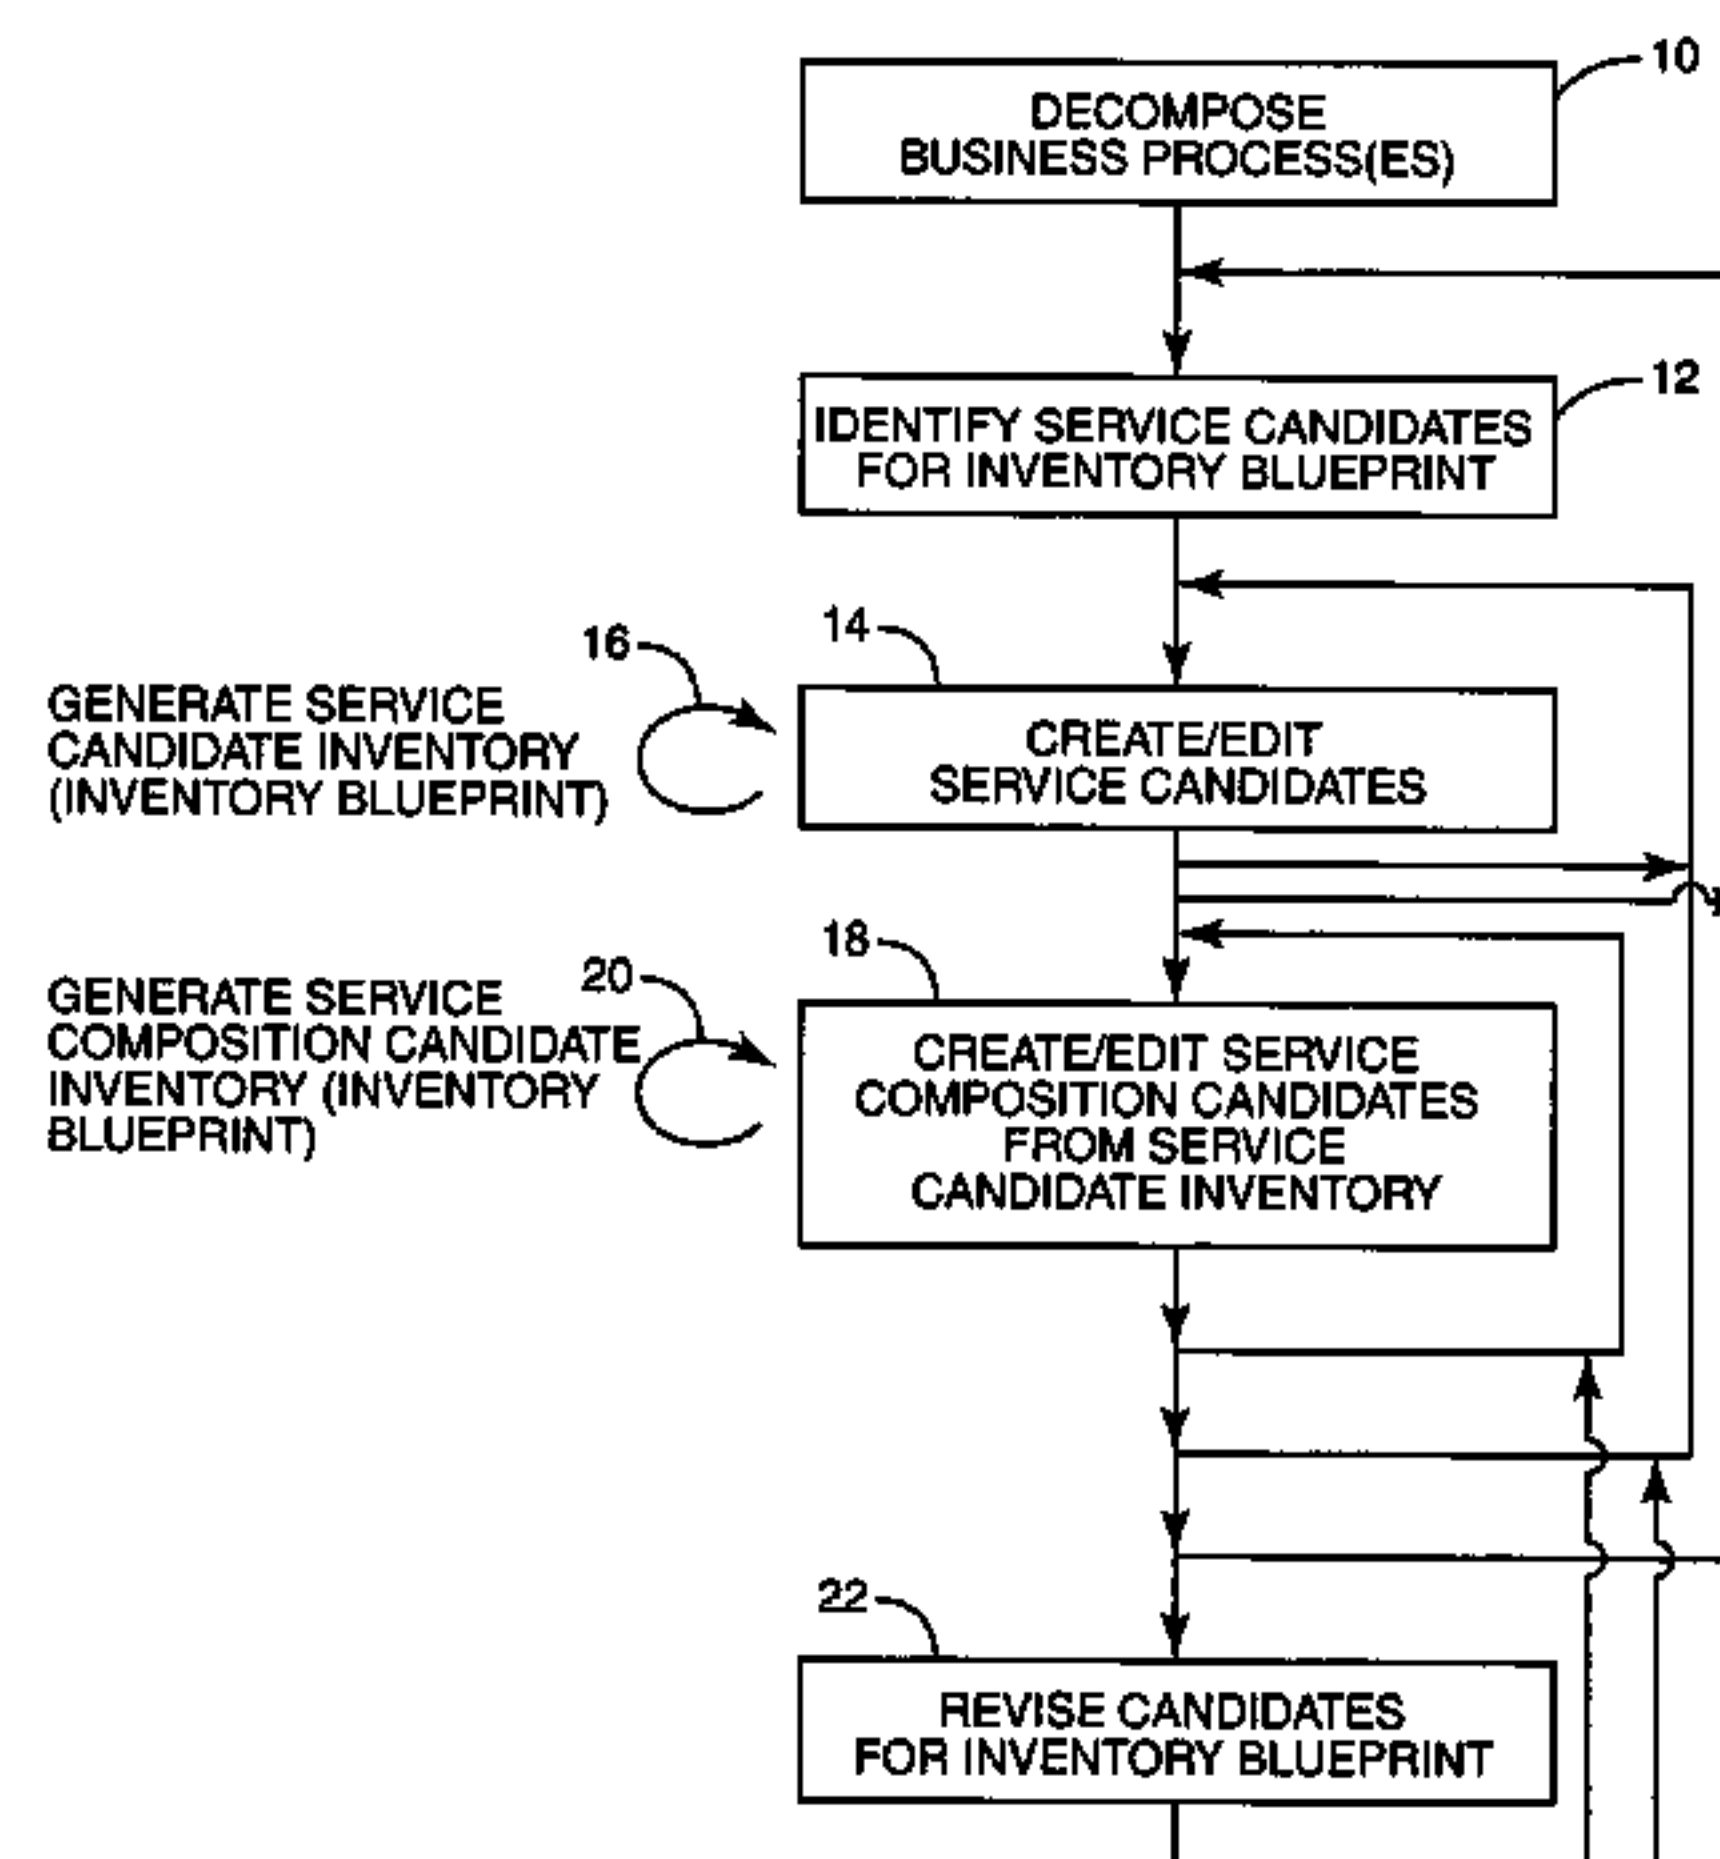 10
DECOMPOSE
BUSINESS PROCESS(ES)
12
IDENTIFY SERVICE CANDIDATES
FOR INVENTORY BLUEPRINT
14
16
GENERATE SERVICE
CANDIDATE INVENTORY
(INVENTORY BLUEPRINT)
CREATE/EDIT
SERVICE CANDIDATES
18
20
GENERATE SERVICE
COMPOSITION CANDIDATE
INVENTORY (INVENTORY
BLUEPRINT)
CREATE/EDIT SERVICE
COMPOSITION CANDIDATES
FROM SERVICE
CANDIDATE INVENTORY
22
REVISE CANDIDATES
FOR INVENTORY BLUEPRINT